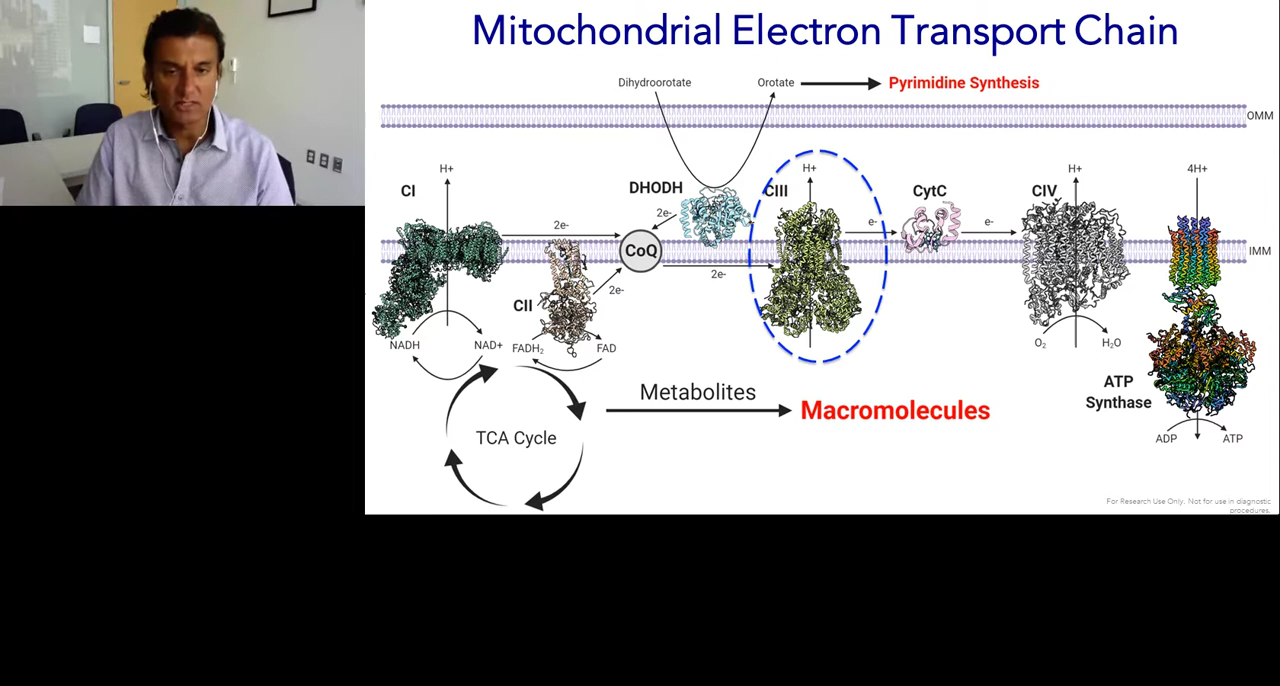 Mitochondrial Electron Transport Chain
Dihydroorotate
Orotate
Pyrimidine Synthesis
OMM
H+
H+
H+
4H+
CI
DHODH
CIII
CytC
CIV
2e-
2e-
e-
e-
CoQ
IMM
2e-
2e-
CII
NADH
NAD+
FADH₂
FAD
O₂
H₂O
ATP
Synthase
Metabolites
Macromolecules
TCA Cycle
ADP
ATP
For Research Use Only. Not for use in diagnostic
procedures.